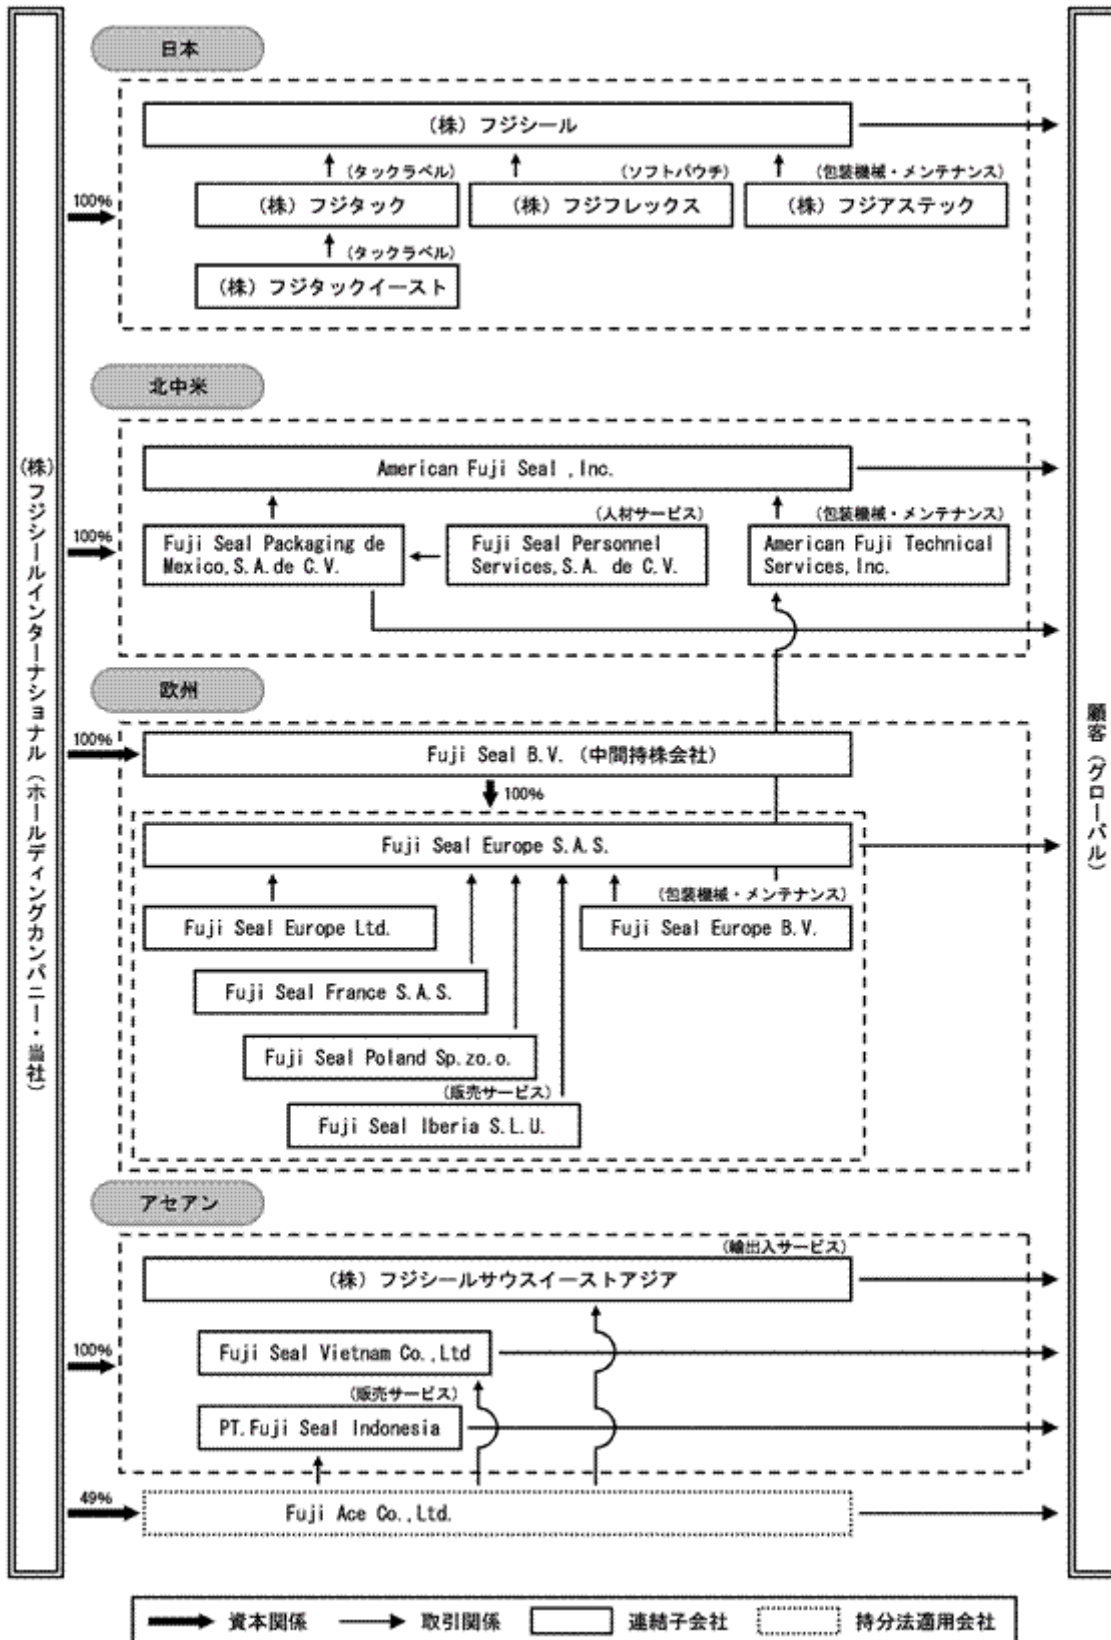 日本
(株) フジシール
(タックラベル)
(ソフトパウチ)
(包装機械・メンテナンス)
100%
(株) フジタック
(株) フジフレックス
(株) フジアステック
(タックラベル)
(株) フジタックイースト
北中米
American Fuji Seal ,Inc.
(人材サービス)
(包装機械・メンテナンス)
100%
Fuji Seal Packaging de
Mexico,S.A.de C.V.
Fuji Seal Personnel
Services,S.A. de C.V.
American Fuji Technical
Services,Inc.
(株)フジシールインターナショナル(ホールディングカンパニー・当社)
欧州
100%
Fuji Seal B.V. (中間持株会社)
100%
Fuji Seal Europe S.A.S.
(包装機械・メンテナンス)
Fuji Seal Europe Ltd.
Fuji Seal Europe B.V.
Fuji Seal France S.A.S.
Fuji Seal Poland Sp.zo.o.
(販売サービス)
Fuji Seal Iberia S.L.U.
顧客(グローバル)
アセアン
(輸出入サービス)
(株) フジシールサウスイーストアジア
100%
Fuji Seal Vietnam Co.,Ltd
(販売サービス)
PT.Fuji Seal Indonesia
49%
Fuji Ace Co.,Ltd.
資本関係
取引関係
連結子会社
持分法適用会社